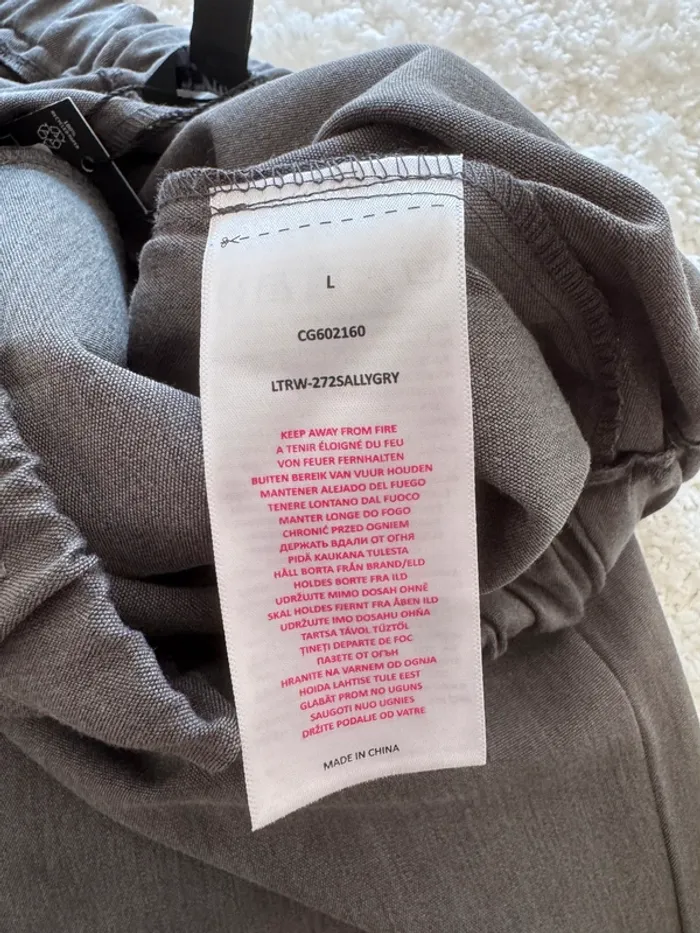 L
CG602160
LTRW-272SALLYGRY
KEEP AWAY FROM FIRE
A TENIR ÉLOIGNÉ DU FEU
VON FEUER FERNHALTEN
BUITEN BEREIK VAN VUUR HOUDEN
MANTENER ALEJADO DEL FUEGO
TENERE LONTANO DAL FUOCO
MANTER LONGE DO FOGO
CHRONIĆ PRZED OGNIEM
ДЕРЖАТЬ ВДАЛИ ОТ ОГНЯ
PIDÄ KAUKANA TULESTA
HÅLL BORTA FRÅN BRAND/ELD
HOLDES BORTE FRA ILD
UDRŽUJTE MIMO DOSAH OHNĚ
SKAL HOLDES FJERNT FRA ÅBEN ILD
UDRŽUJTE IMO DOSAHU OHŇA
TARTSA TÁVOL TŰZTŐL
ȚINEȚI DEPARTE DE FOC
ПАЗЕТЕ ОТ ОГЪН
HRANITE NA VARNEM OD OGNJA
HOIDA LAHTISE TULE EEST
GLABĀT PROM NO UGUNS
SAUGOTI NUO UGNIES
DRŽITE PODALJE OD VATRE
MADE IN CHINA